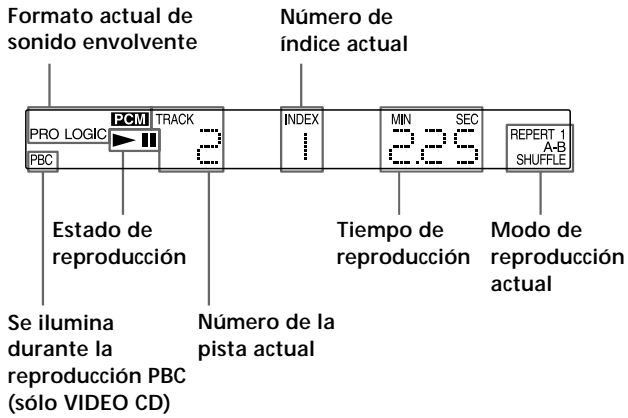 Formato actual de
sonido envolvente
Número de
índice actual
PCM TRACK INDEX MIN SEC
PRO LOGIC 2 1 2.25 REPERT 1
A-B
PBC SHUFFLE
Estado de
reproducción
Tiempo de
reproducción
Modo de
reproducción
actual
Se ilumina
durante la
reproducción PBC
(sólo VIDEO CD)
Número de la
pista actual